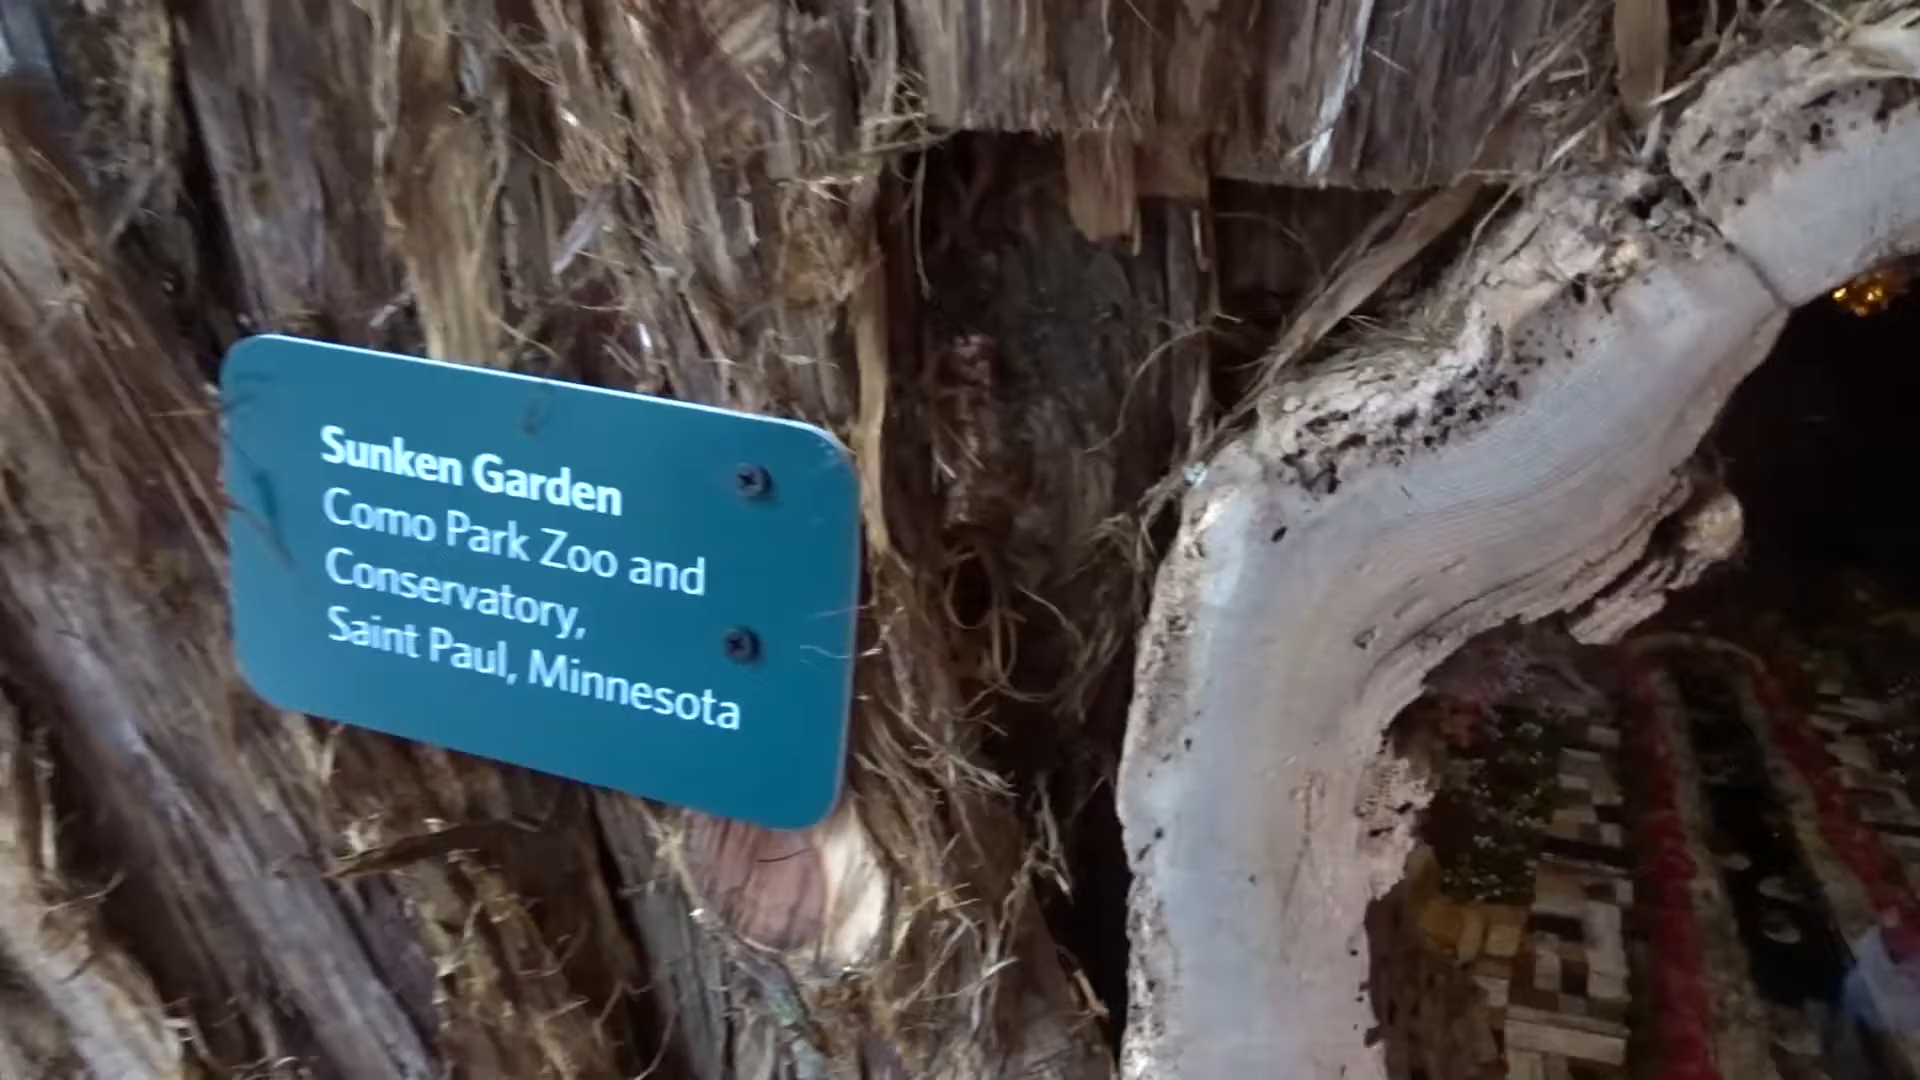 Sunken Garden
Como Park Zoo and
Conservatory,
Saint Paul, Minnesota